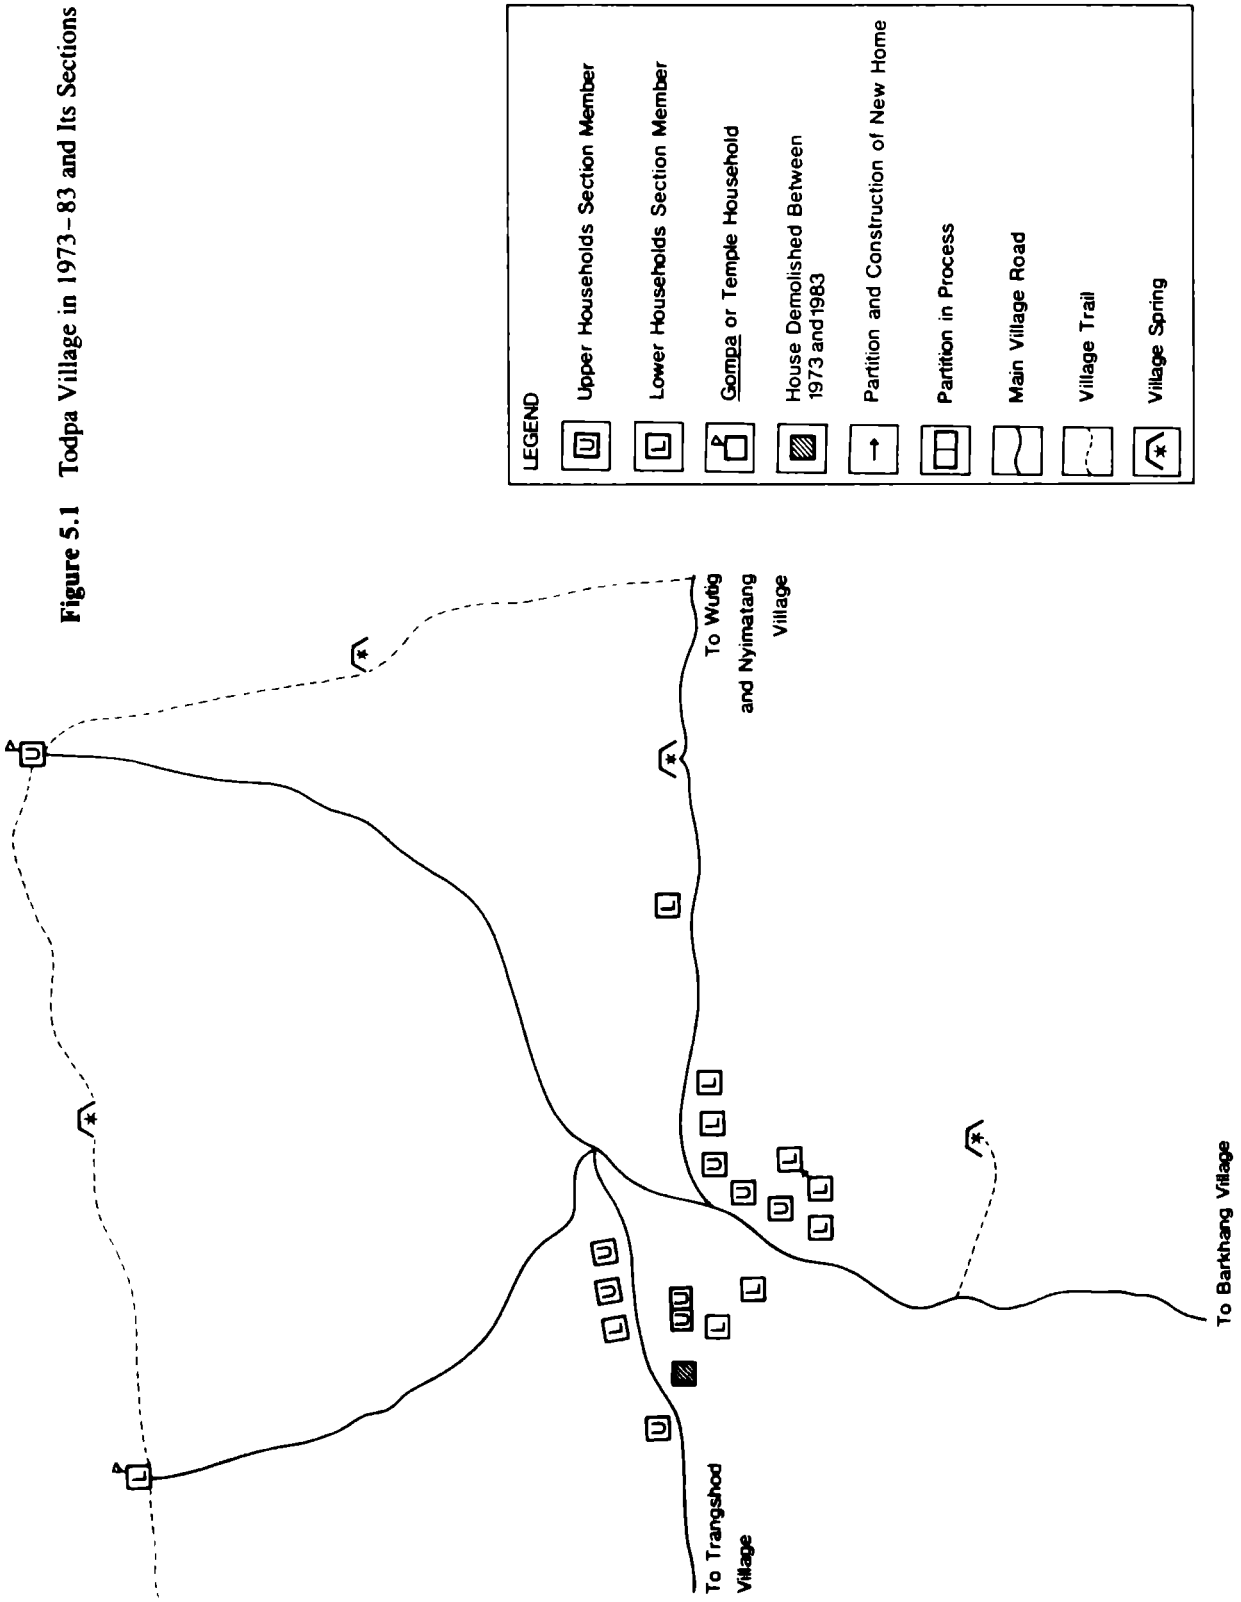 Figure 5.1 Todpa Village in 1973–83 and Its Sections
U
L
L
U
L
U
U
U U
L
L
U
U
U
L
L
L
L
L
To Trangshod
Village
To Wutig
and Nyimatang
Village
To Barkhang Village
LEGEND
U Upper Households Section Member
L Lower Households Section Member
Gompa or Temple Household
House Demolished Between
1973 and 1983
Partition and Construction of New Home
Partition in Process
Main Village Road
Village Trail
Village Spring